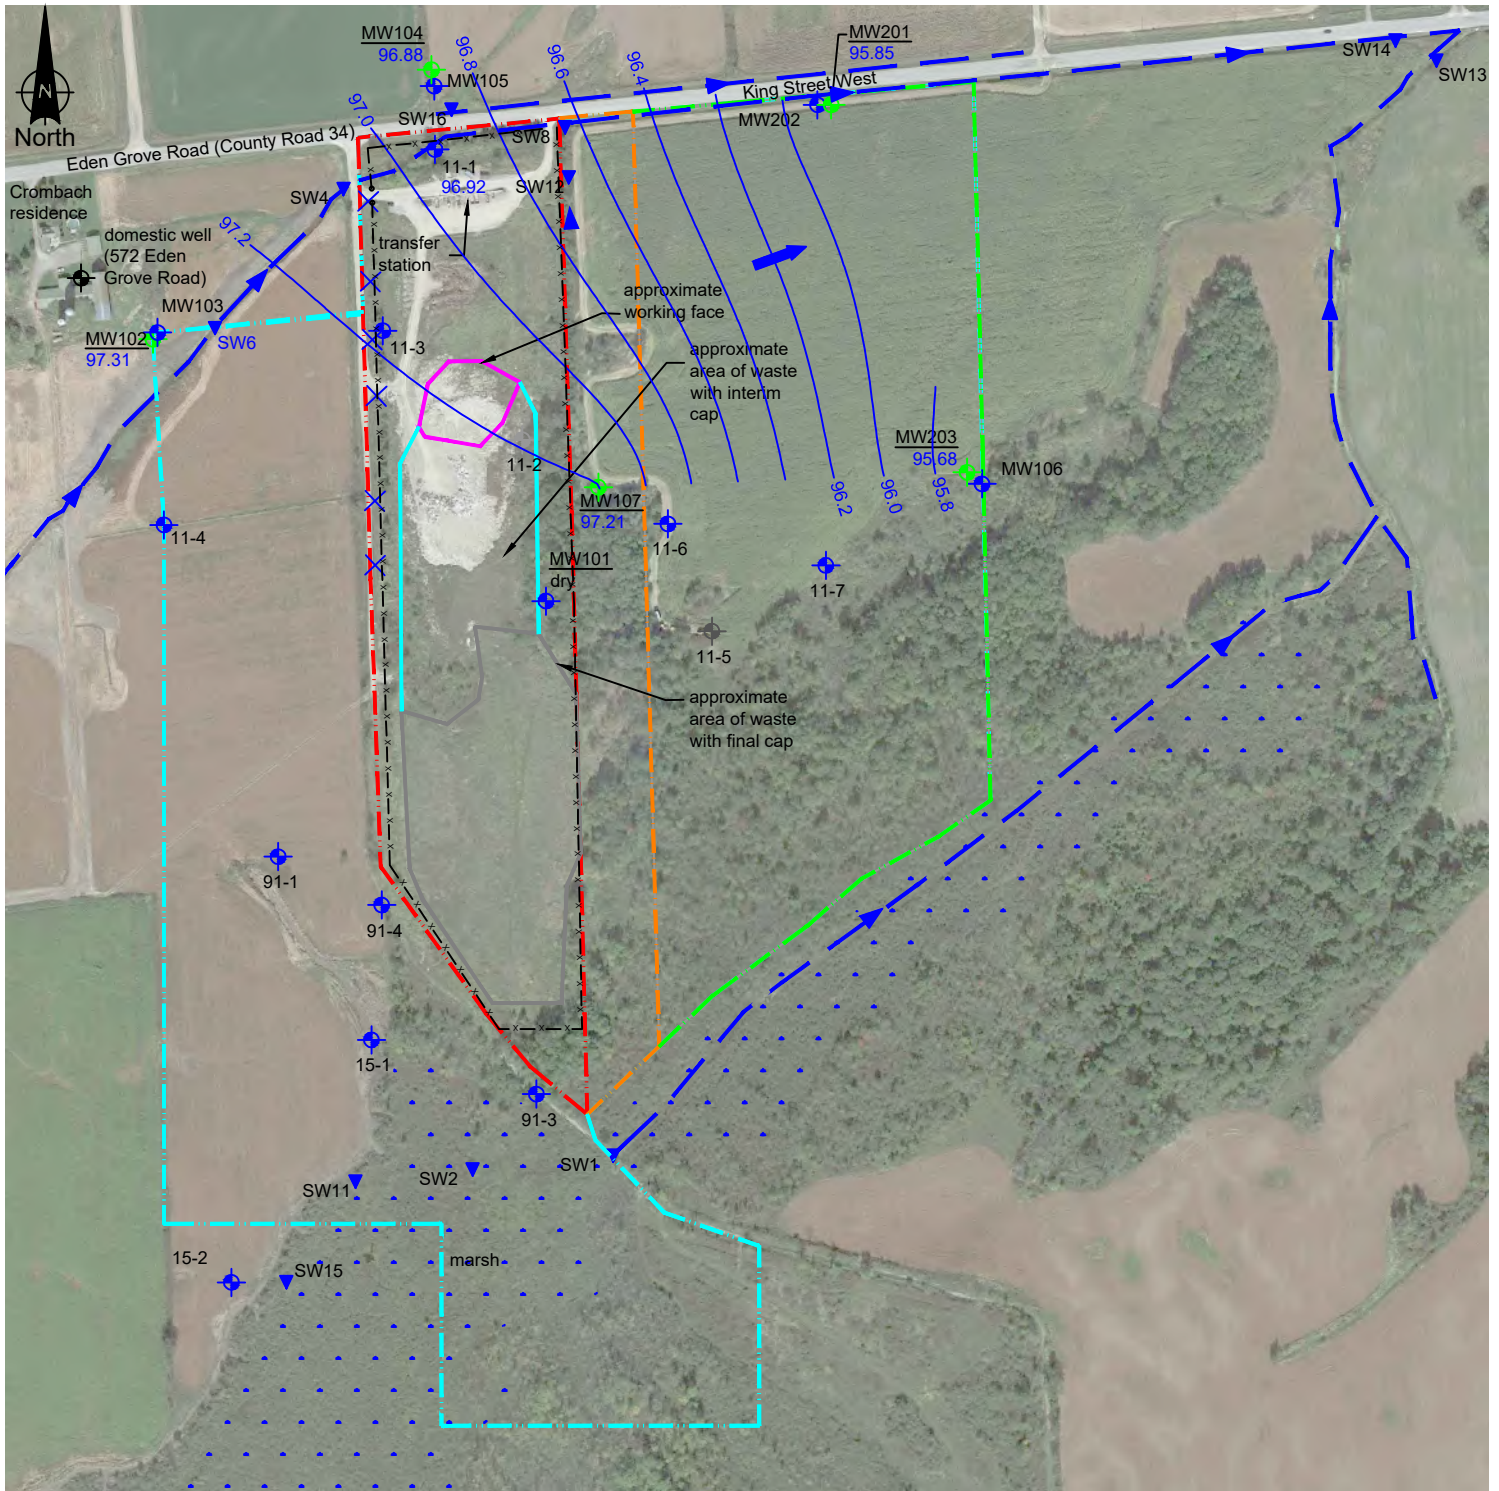 MW104
96.88
MW105
96.8
96.6
96.4
MW201
95.85
SW14
SW13
N
North
97.0
SW16
King Street West
MW202
SW8
Eden Grove Road (County Road 34)
11-1
96.92
SW12
SW4
Crombach
residence
97.2
domestic well
(572 Eden
Grove Road)
transfer
station
MW103
SW6
MW102
97.31
approximate
working face
11-3
approximate
area of waste
with interim
cap
11-2
MW203
95.68
MW106
MW107
97.21
96.2
96.0
95.8
11-4
11-6
MW101
dry
11-7
11-5
approximate
area of waste
with final cap
91-1
91-4
15-1
91-3
SW1
SW2
SW11
15-2
SW15
marsh